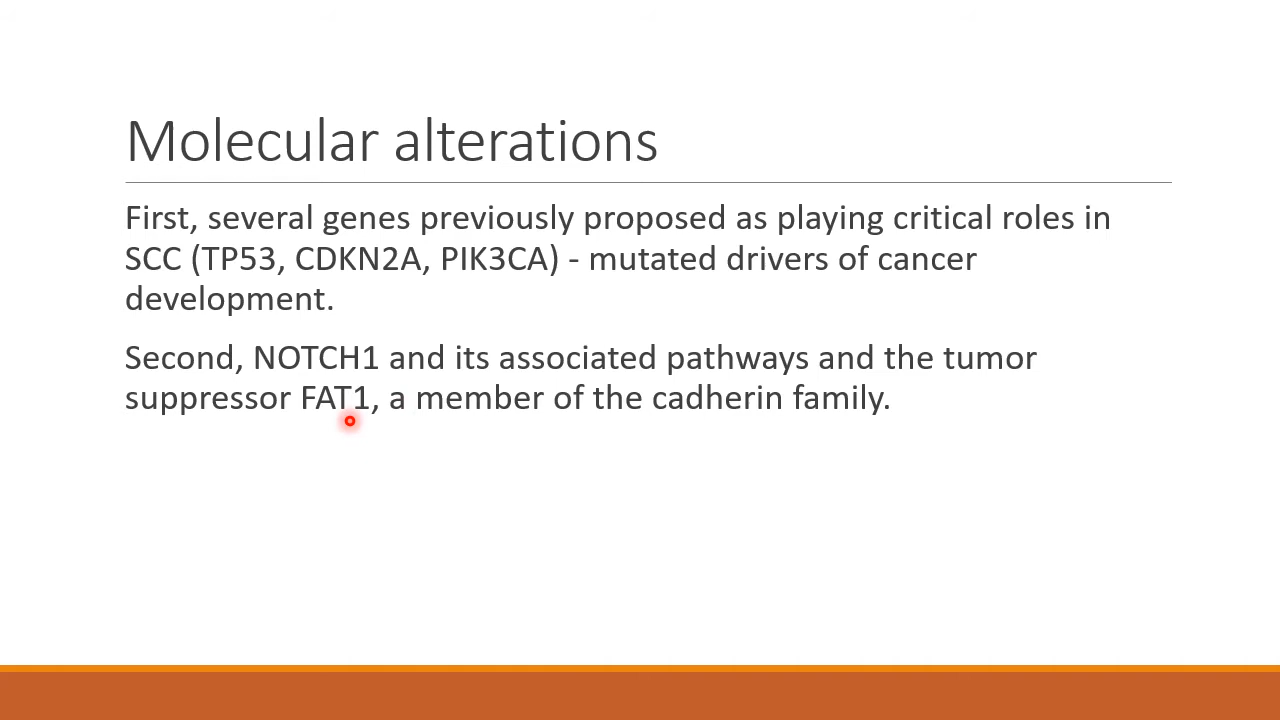 Molecular alterations
First, several genes previously proposed as playing critical roles in
SCC (TP53, CDKN2A, PIK3CA) - mutated drivers of cancer
development.
Second, NOTCH1 and its associated pathways and the tumor
suppressor FAT1, a member of the cadherin family.